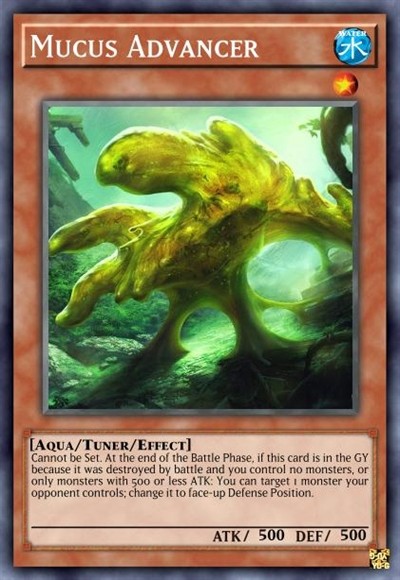 Mucus Advancer
WATER
水
[Aqua/Tuner/Effect]
Cannot be Set. At the end of the Battle Phase, if this card is in the GY
because it was destroyed by battle and you control no monsters, or
only monsters with 500 or less ATK: You can target 1 monster your
opponent controls; change it to face-up Defense Position.
ATK / 500 DEF / 500